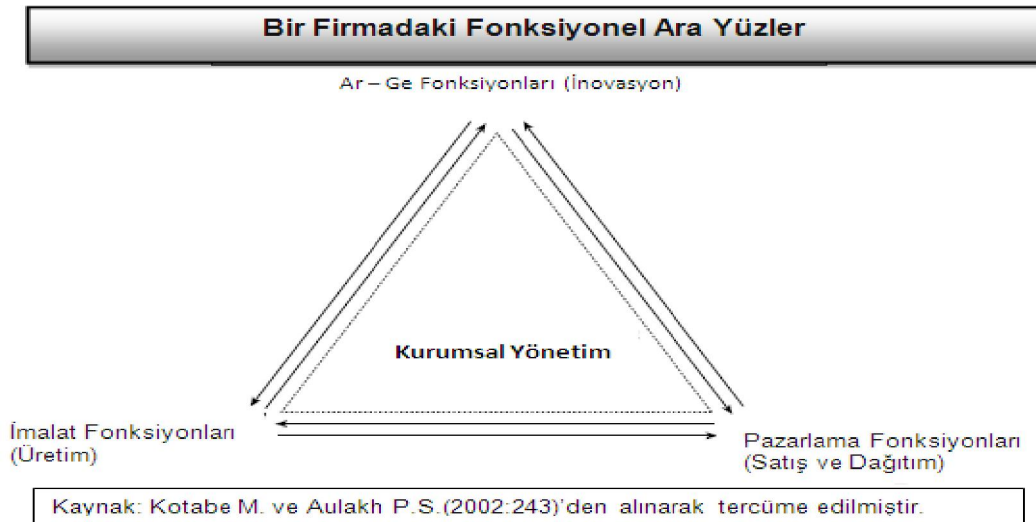 Bir Firmadaki Fonksiyonel Ara Yüzler
Ar – Ge Fonksiyonları (İnovasyon)
Kurumsal Yönetim
İmalat Fonksiyonları
(Üretim)
Pazarlama Fonksiyonları
(Satış ve Dağıtım)
Kaynak: Kotabe M. ve Aulakh P.S.(2002:243)'den alınarak tercüme edilmiştir.